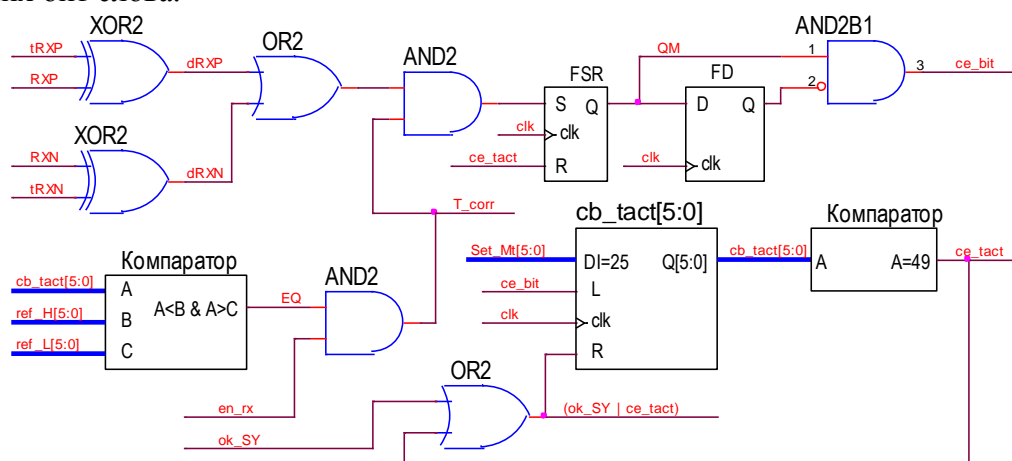 XOR2
tRXP
RXP
dRXP
OR2
AND2
XOR2
RXN
tRXN
dRXN
FSR
S Q
clk
clk
ce_tact
R
QM
FD
D Q
clk
clk
AND2B1
1
2
3
ce_bit
T_corr
Компаратор
cb_tact[5:0]
A
ref_H[5:0]
B
ref_L[5:0]
C
A<B & A>C
EQ
AND2
en_rx
ok_SY
OR2
(ok_SY | ce_tact)
cb_tact[5:0]
Set_Mt[5:0]
DI=25 Q[5:0]
ce_bit
L
clk
clk
R
cb_tact[5:0]
Компаратор
A A=49
ce_tact